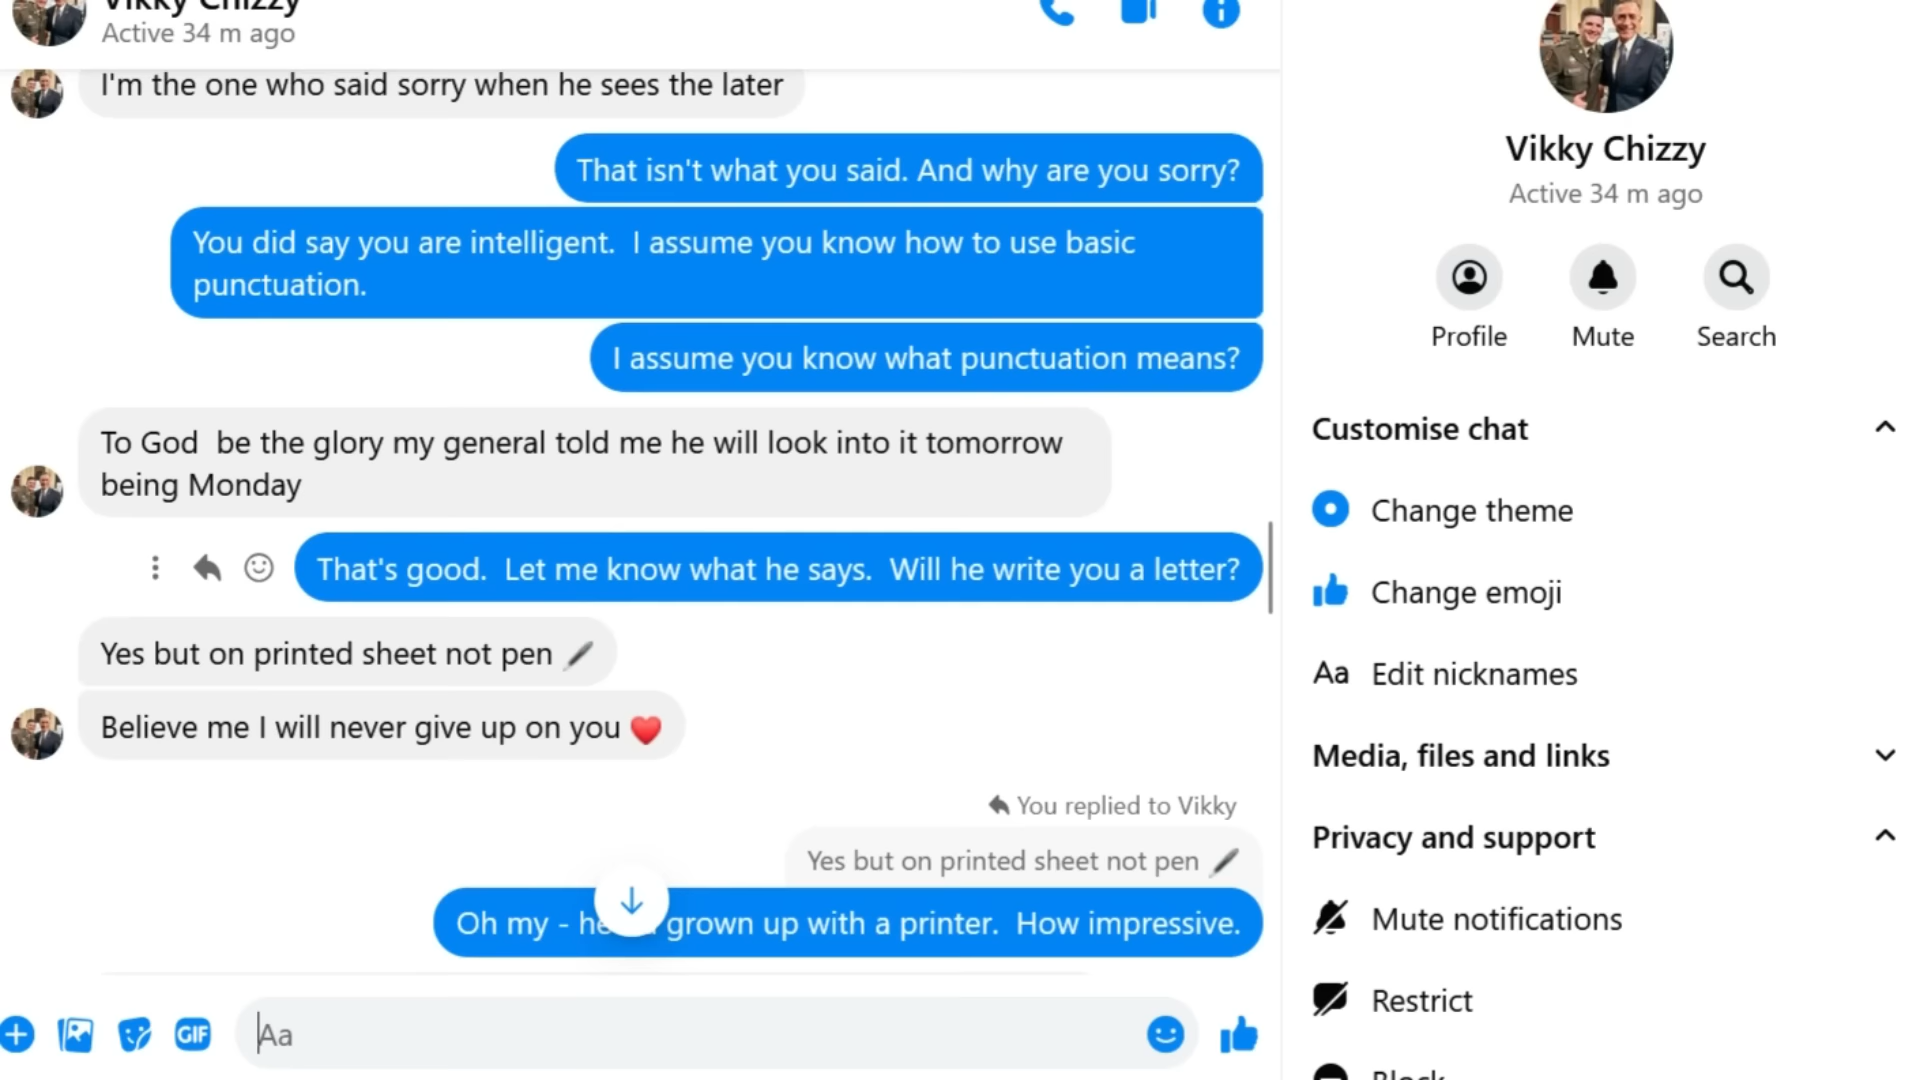 Vikky Chizzy
Active 34 m ago
I'm the one who said sorry when he sees the later
That isn't what you said. And why are you sorry?
You did say you are intelligent.  I assume you know how to use basic
punctuation.
I assume you know what punctuation means?
To God  be the glory my general told me he will look into it tomorrow
being Monday
That's good.  Let me know what he says.  Will he write you a letter?
Yes but on printed sheet not pen
Believe me I will never give up on you ❤️
You replied to Vikky
Yes but on printed sheet not pen
Oh my - grown up with a printer.  How impressive.
GIF
Aa
Vikky Chizzy
Active 34 m ago
Profile
Mute
Search
Customise chat
Change theme
Change emoji
Aa Edit nicknames
Media, files and links
Privacy and support
Mute notifications
Restrict
Block